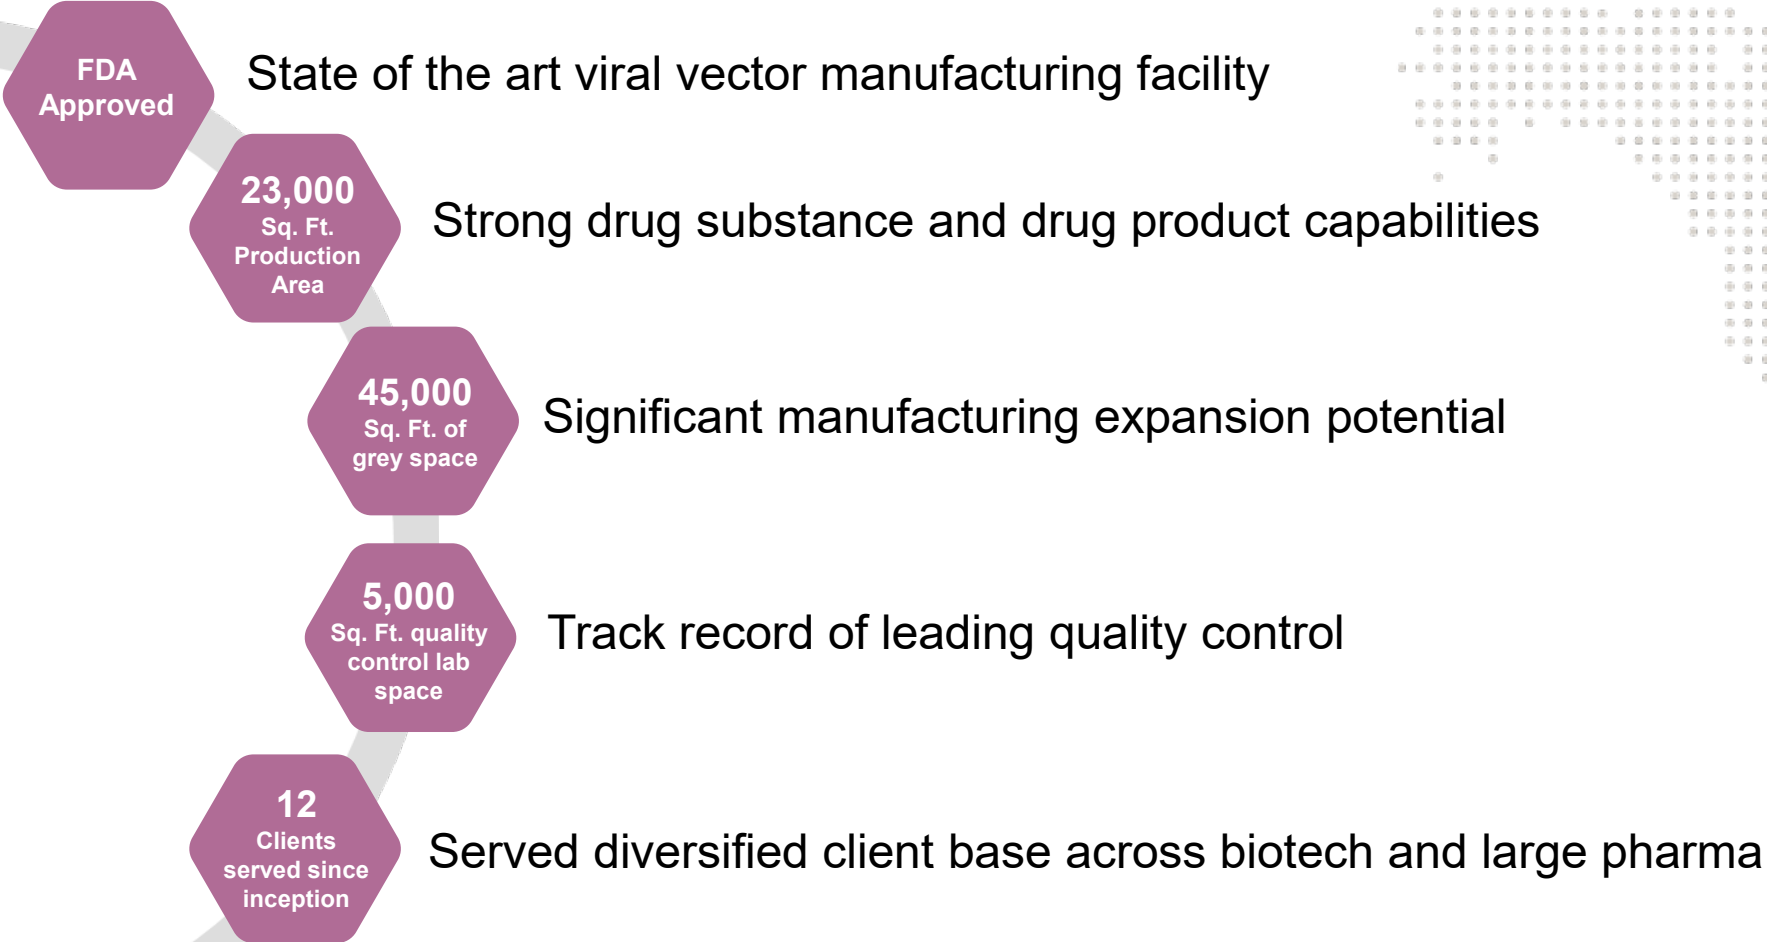 FDA
Approved
State of the art viral vector manufacturing facility
23,000
Sq. Ft.
Production
Area
Strong drug substance and drug product capabilities
45,000
Sq. Ft. of
grey space
Significant manufacturing expansion potential
5,000
Sq. Ft. quality
control lab
space
Track record of leading quality control
12
Clients
served since
inception
Served diversified client base across biotech and large pharma